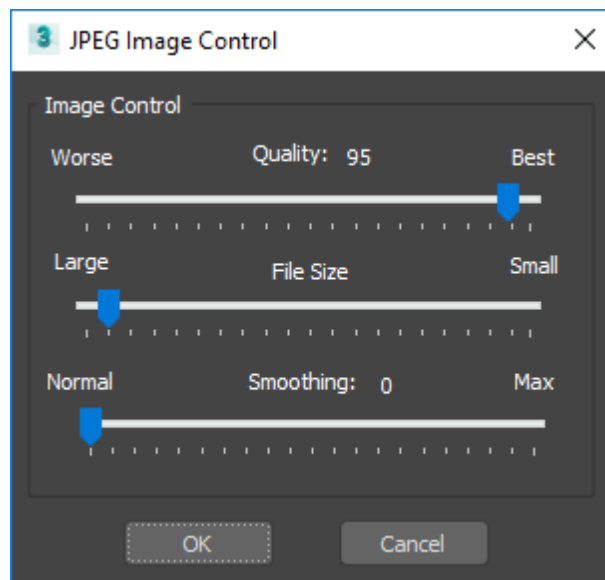 3 JPEG Image Control
Image Control
Worse Quality: 95 Best
Large File Size Small
Normal Smoothing: 0 Max
OK Cancel